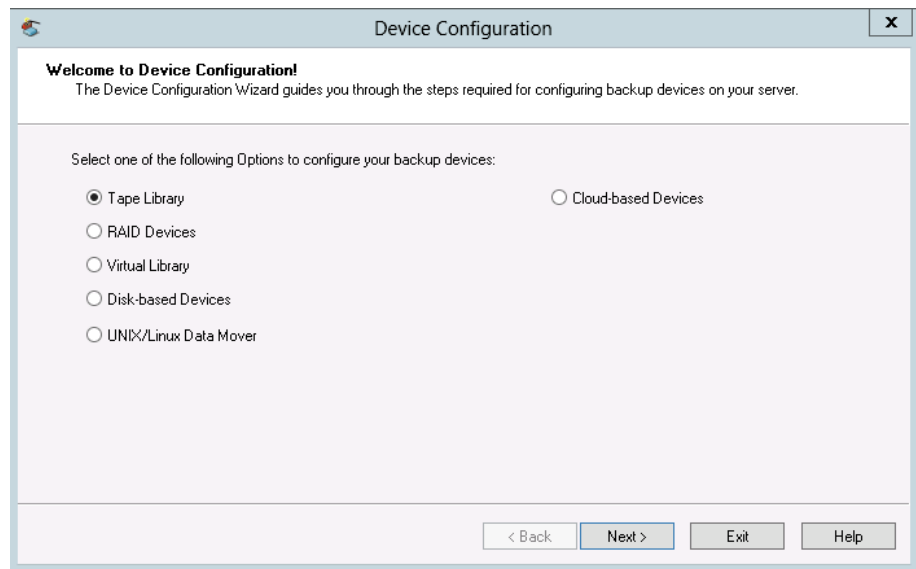 Device Configuration
x
Welcome to Device Configuration!
The Device Configuration Wizard guides you through the steps required for configuring backup devices on your server.
Select one of the following Options to configure your backup devices:
Tape Library
Cloud-based Devices
RAID Devices
Virtual Library
Disk-based Devices
UNIX/Linux Data Mover
< Back
Next >
Exit
Help